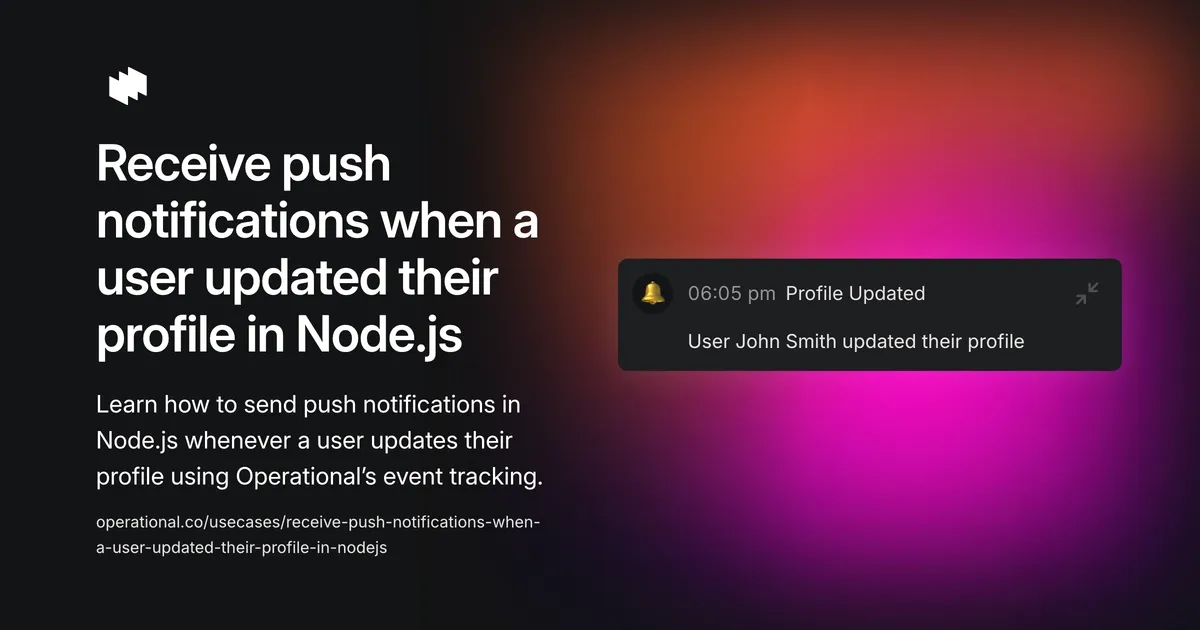 Receive push
notifications when a
user updated their
profile in Node.js
Learn how to send push notifications in
Node.js whenever a user updates their
profile using Operational’s event tracking.
operational.co/usecases/receive-push-notifications-when-
a-user-updated-their-profile-in-nodejs
06:05 pm Profile Updated
User John Smith updated their profile